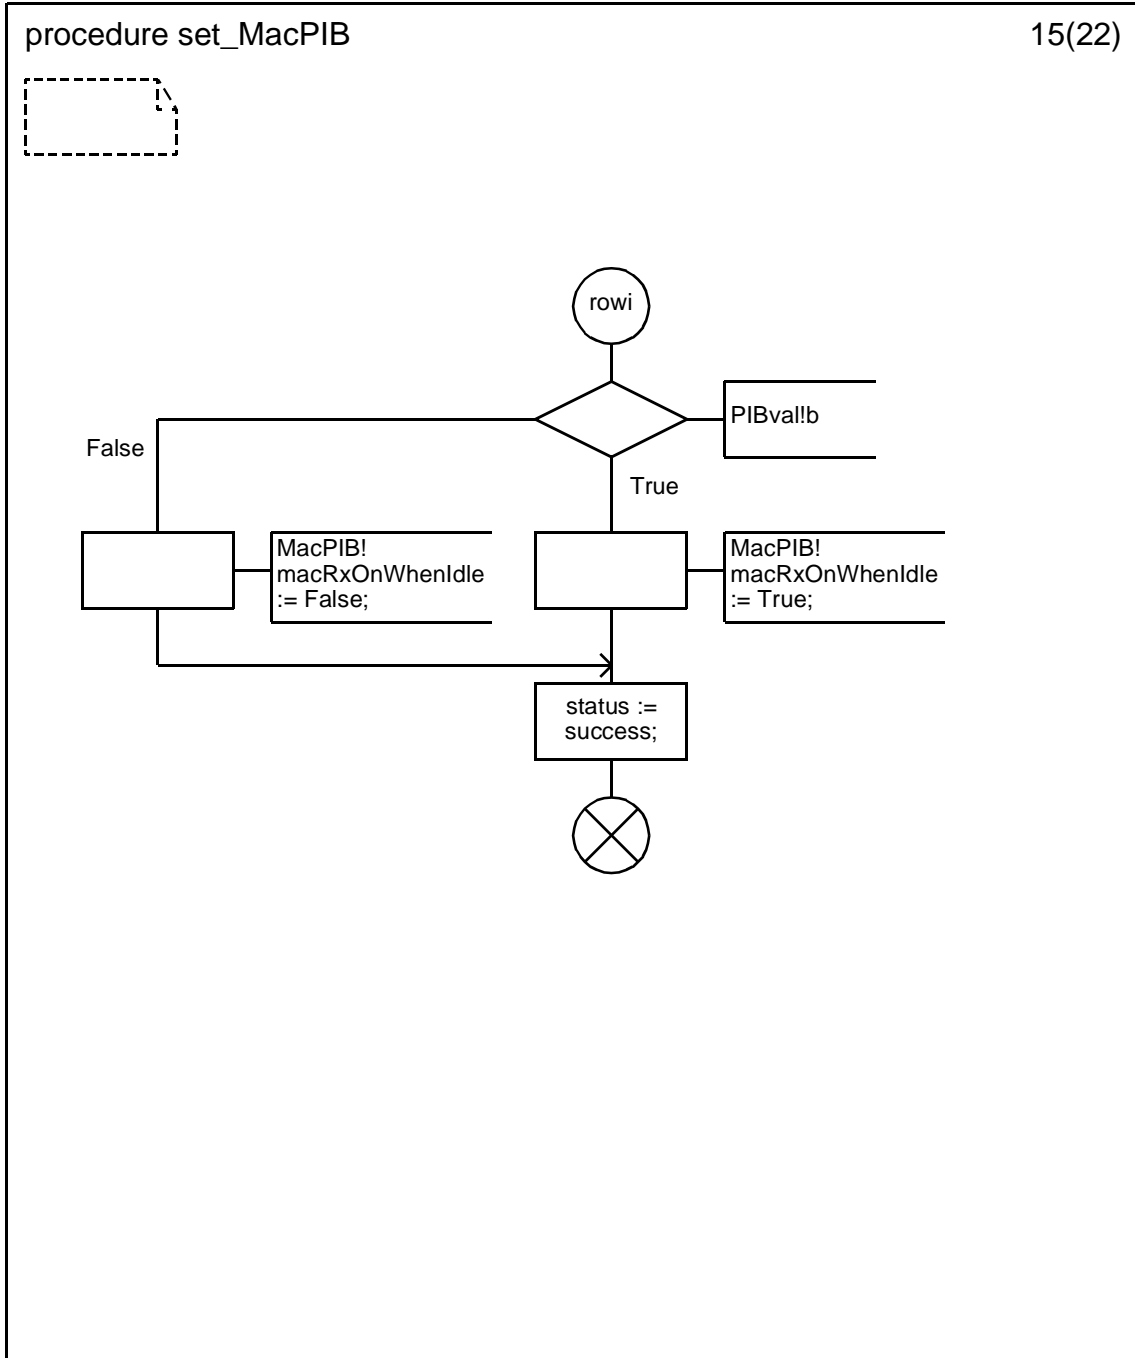 procedure set_MacPIB
15(22)
rowi
PIBval!b
False
True
MacPIB!
macRxOnWhenIdle
:= False;
MacPIB!
macRxOnWhenIdle
:= True;
status :=
success;